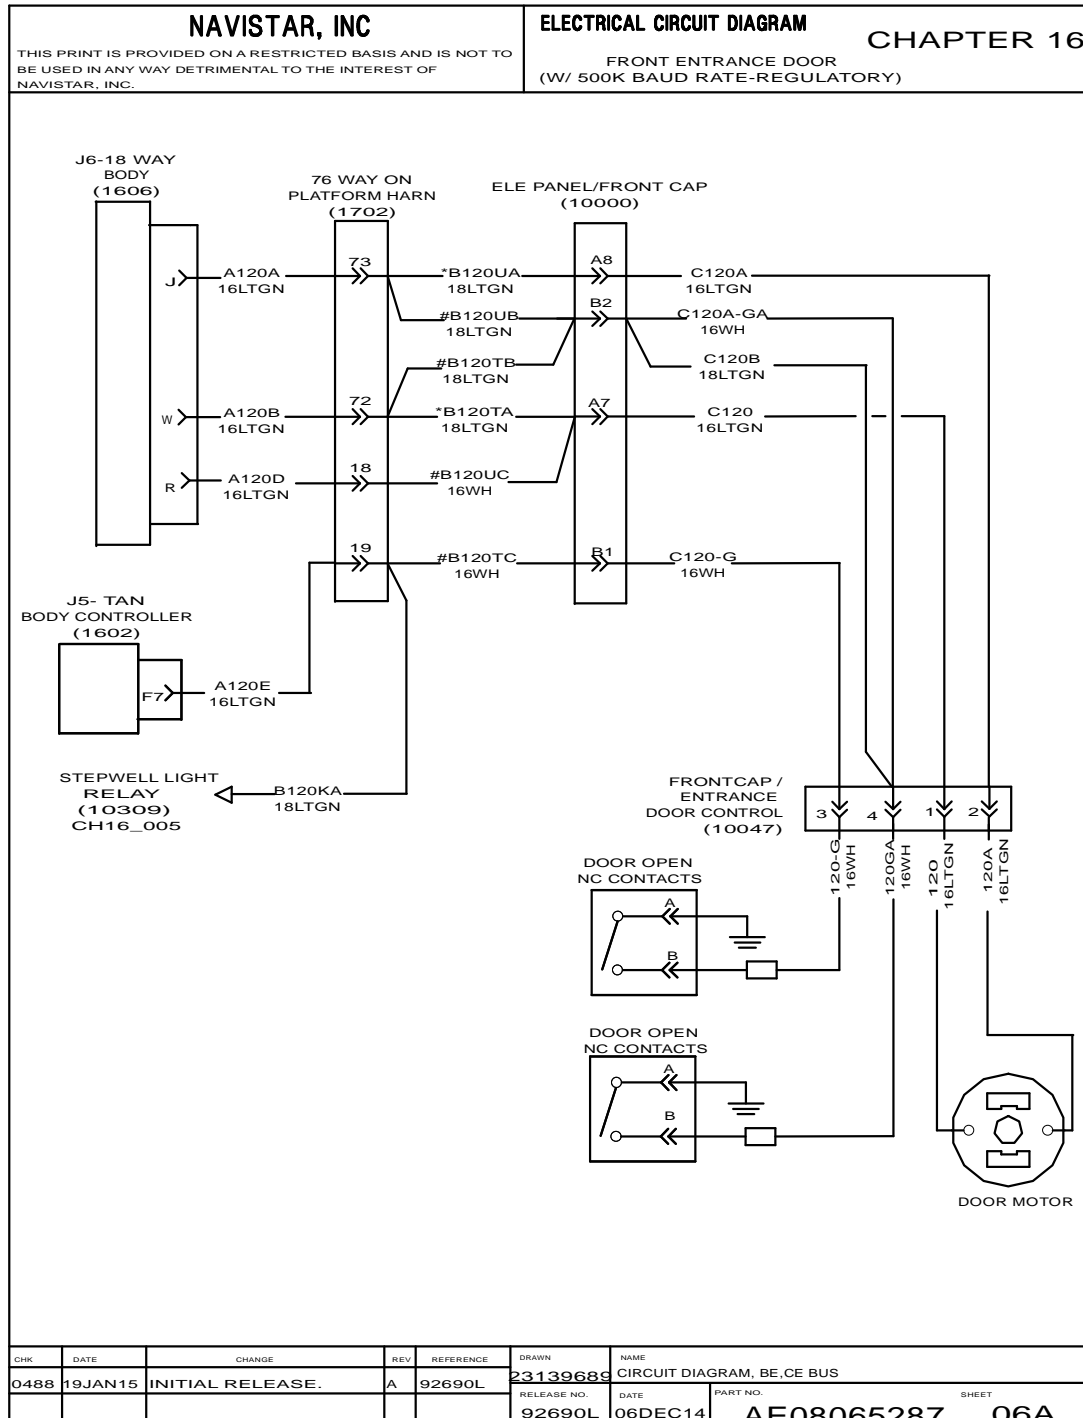 NAVISTAR, INC
THIS PRINT IS PROVIDED ON A RESTRICTED BASIS AND IS NOT TO
BE USED IN ANY WAY DETRIMENTAL TO THE INTEREST OF
NAVISTAR, INC.
ELECTRICAL CIRCUIT DIAGRAM
CHAPTER 16
FRONT ENTRANCE DOOR
(W/ 500K BAUD RATE-REGULATORY)
J6-18 WAY
BODY
(1606)
76 WAY ON
PLATFORM HARN
(1702)
ELE PANEL/FRONT CAP
(10000)
J
A120A
16LTGN
73
*B120UA
18LTGN
A8
C120A
16LTGN
#B120UB
18LTGN
B2
C120A-GA
16WH
#B120TB
18LTGN
C120B
18LTGN
W
A120B
16LTGN
72
*B120TA
18LTGN
A7
C120
16LTGN
R
A120D
16LTGN
18
#B120UC
16WH
19
#B120TC
16WH
B1
C120-G
16WH
J5- TAN
BODY CONTROLLER
(1602)
F7
A120E
16LTGN
STEPWELL LIGHT
RELAY
(10309)
CH16_005
B120KA
18LTGN
FRONTCAP /
ENTRANCE
DOOR CONTROL
(10047)
3
4
1
2
120-G
16WH
120GA
16WH
120
16LTGN
120A
16LTGN
DOOR OPEN
NC CONTACTS
A
B
DOOR OPEN
NC CONTACTS
A
B
DOOR MOTOR
CHK DATE CHANGE REV REFERENCE
0488 19JAN15 INITIAL RELEASE. A 92690L
DRAWN
23139689
NAME
CIRCUIT DIAGRAM, BE,CE BUS
RELEASE NO.
92690L
DATE
06DEC14
PART NO.
AE08065287
SHEET
06A